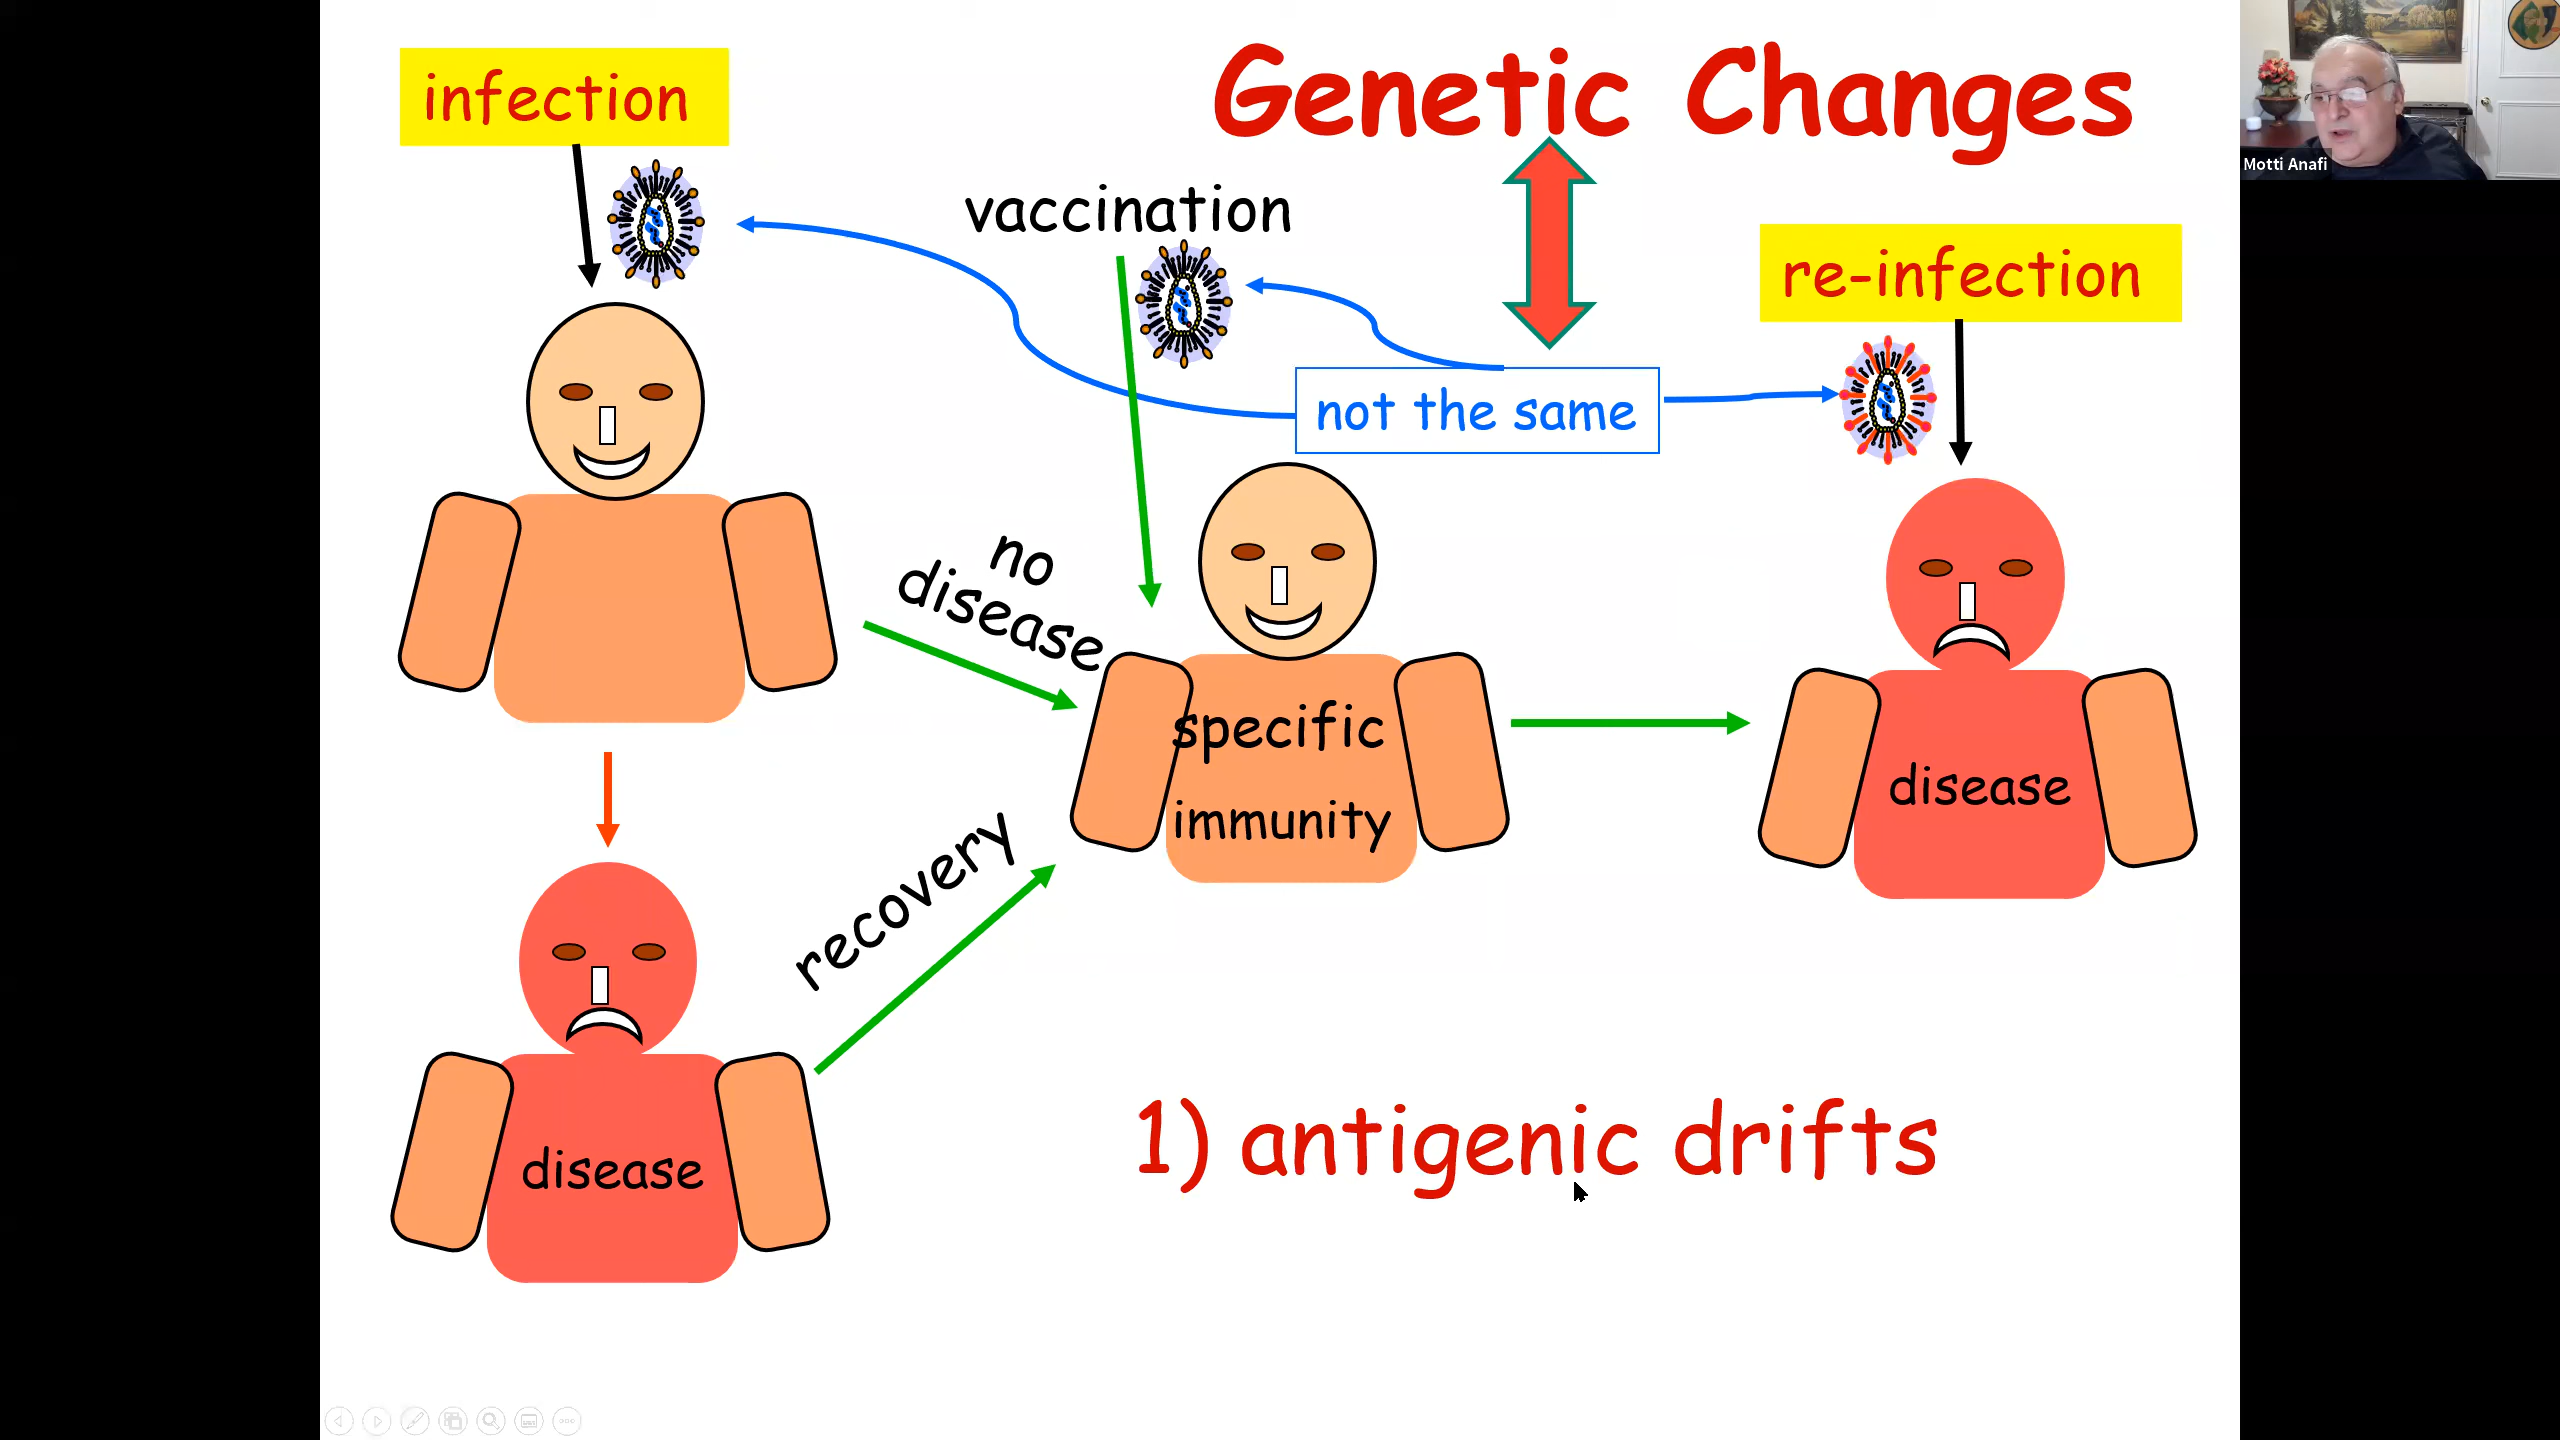 infection
Genetic Changes
Motti Anafi
vaccination
re-infection
not the same
no
disease
specific
immunity
disease
recovery
disease
1) antigenic drifts